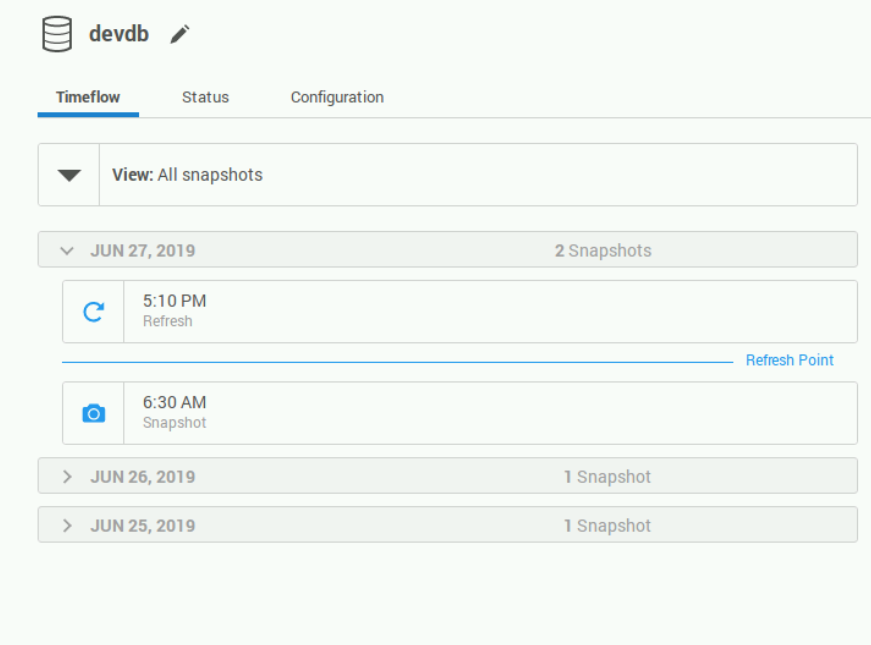 devdb
Timeflow Status Configuration
View: All snapshots
JUN 27, 2019 2 Snapshots
5:10 PM
Refresh
Refresh Point
6:30 AM
Snapshot
JUN 26, 2019 1 Snapshot
JUN 25, 2019 1 Snapshot